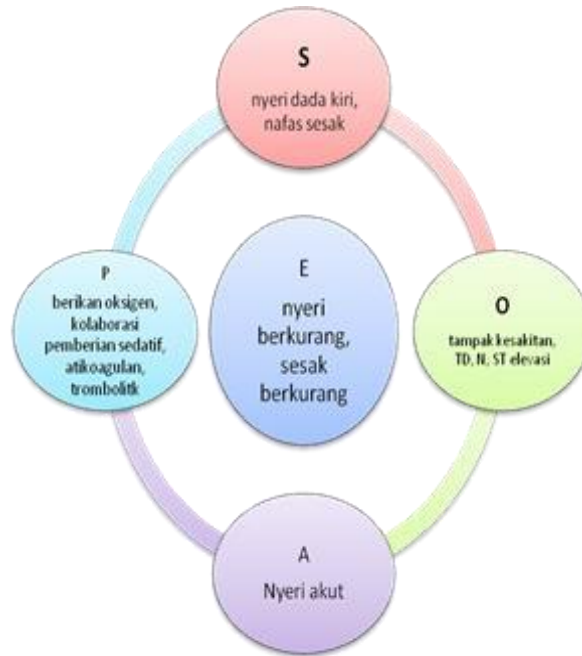 S
nyeri dada kiri,
nafas sesak
P
berikan oksigen,
kolaborasi
pemberian sedatif,
atikoagulan,
trombolitk
E
nyeri
berkurang,
sesak
berkurang
O
tampak kesakitan,
TD, N, ST elevasi
A
Nyeri akut